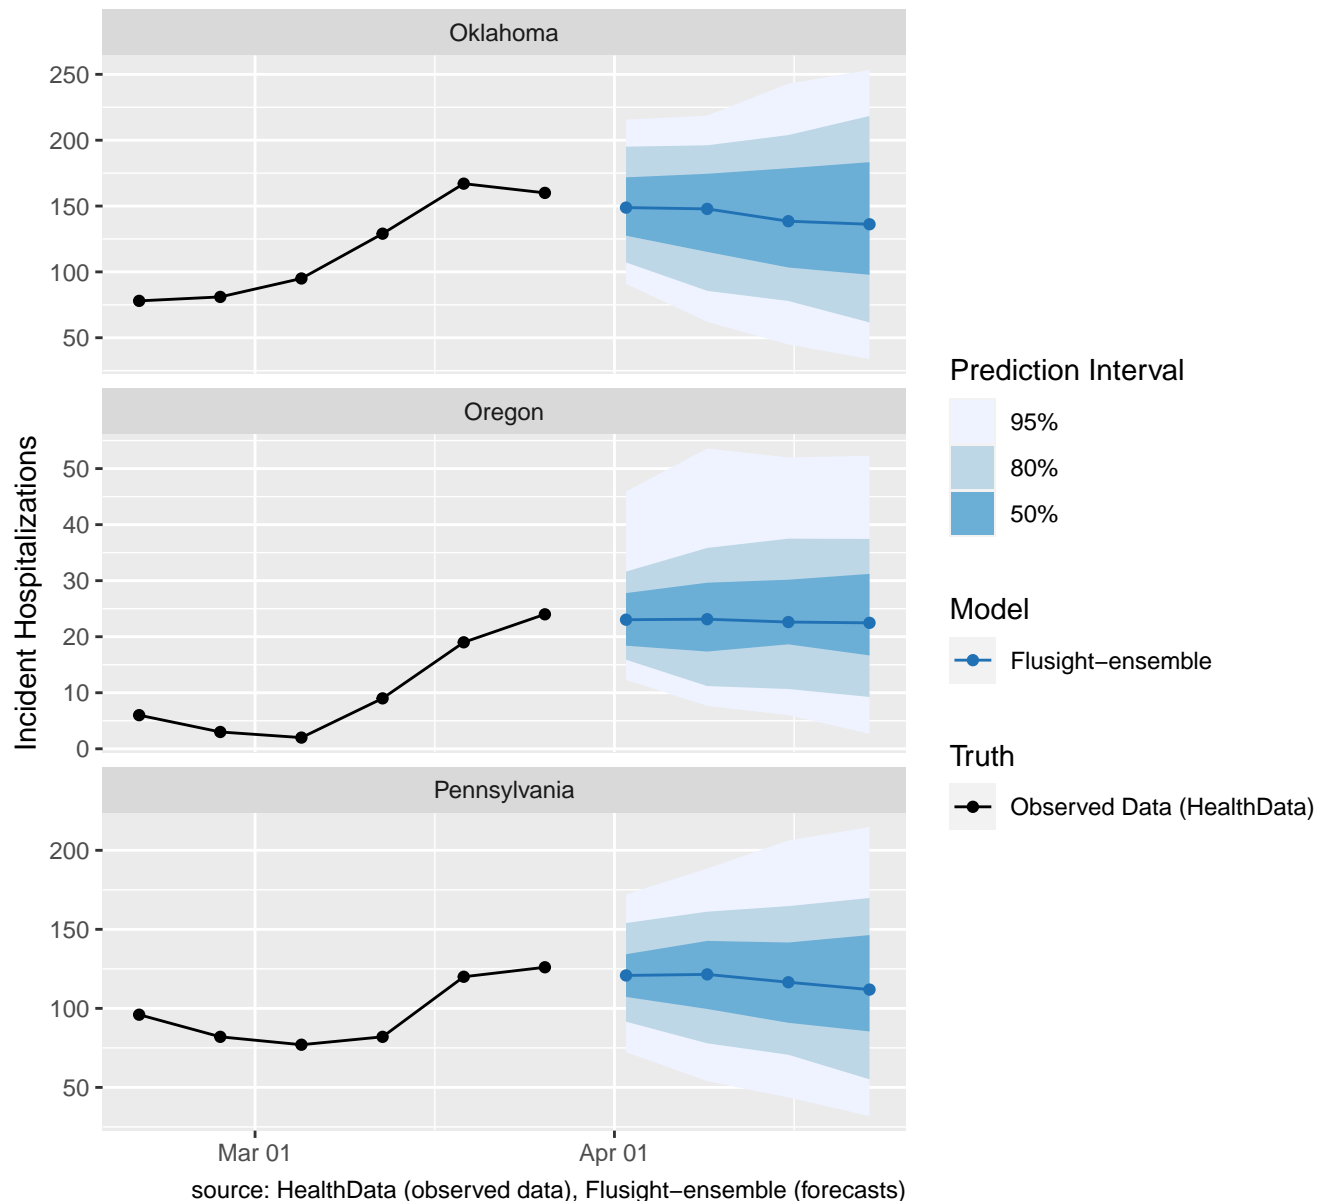 Oklahoma
250
200
150
100
50
Oregon
50
40
30
20
10
0
Pennsylvania
200
150
100
50
Mar 01
Apr 01
Incident Hospitalizations
source: HealthData (observed data), Flusight−ensemble (forecasts)
Prediction Interval
95%
80%
50%
Model
Flusight−ensemble
Truth
Observed Data (HealthData)